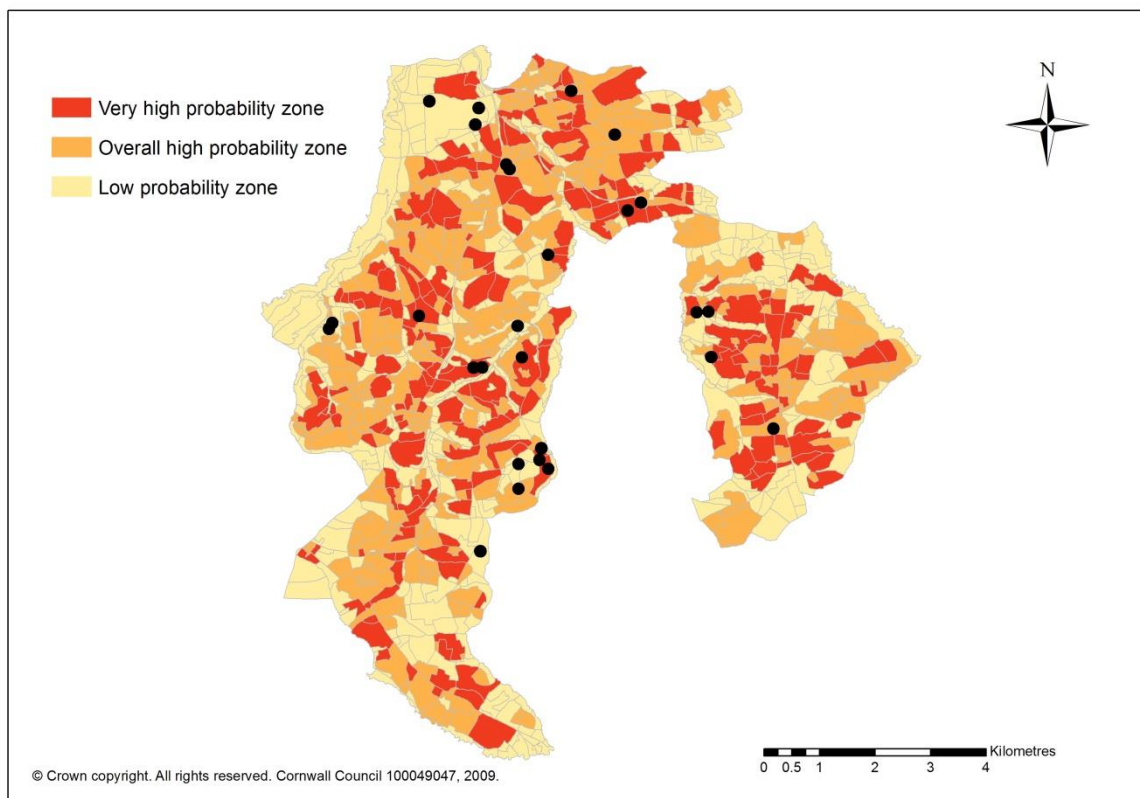 N
Very high probability zone
Overall high probability zone
Low probability zone
Kilometres
0 0.5 1 2 3 4
© Crown copyright. All rights reserved. Cornwall Council 100049047, 2009.